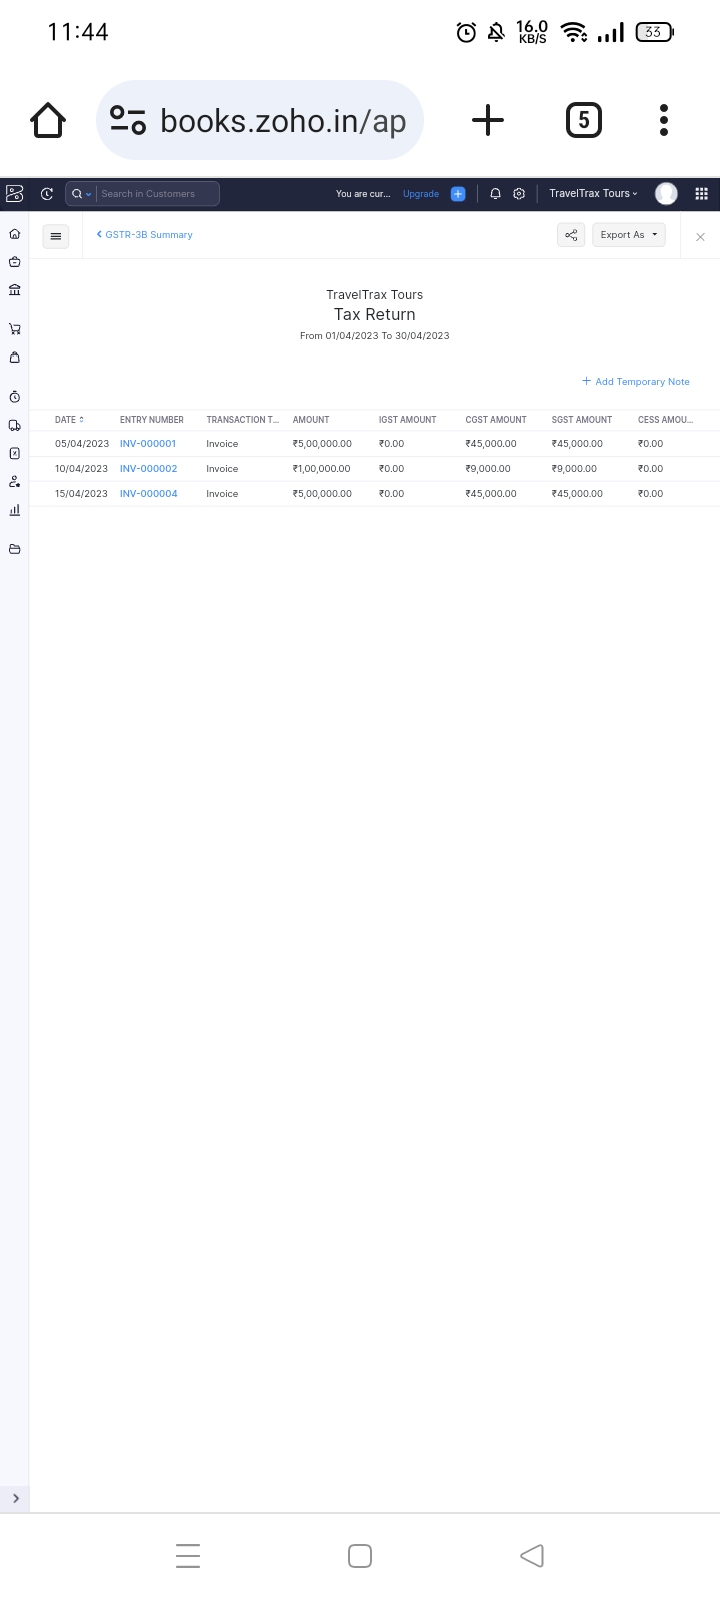 11:44
16.0
KB/S
33
books.zoho.in/ap
5
Search in Customers
You are cur...
Upgrade
TravelTrax Tours
GSTR-3B Summary
Export As
TravelTrax Tours
Tax Return
From 01/04/2023 To 30/04/2023
+ Add Temporary Note
DATE ENTRY NUMBER TRANSACTION T... AMOUNT IGST AMOUNT CGST AMOUNT SGST AMOUNT CESS AMOU...
05/04/2023 INV-000001 Invoice ₹5,00,000.00 ₹0.00 ₹45,000.00 ₹45,000.00 ₹0.00
10/04/2023 INV-000002 Invoice ₹1,00,000.00 ₹0.00 ₹9,000.00 ₹9,000.00 ₹0.00
15/04/2023 INV-000004 Invoice ₹5,00,000.00 ₹0.00 ₹45,000.00 ₹45,000.00 ₹0.00